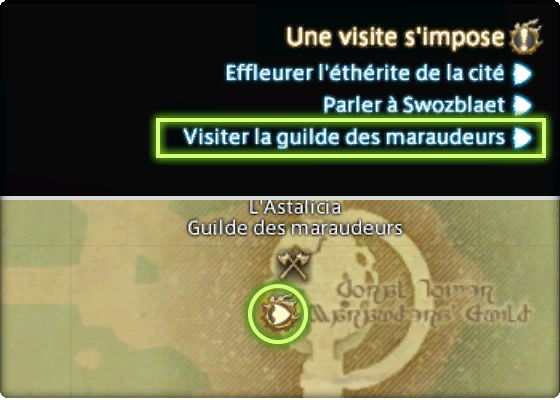 Une visite s'impose
Effleurer l'éthérite de la cité
Parler à Swozblaet
Visiter la guilde des maraudeurs
L'Astalicia
Guilde des maraudeurs